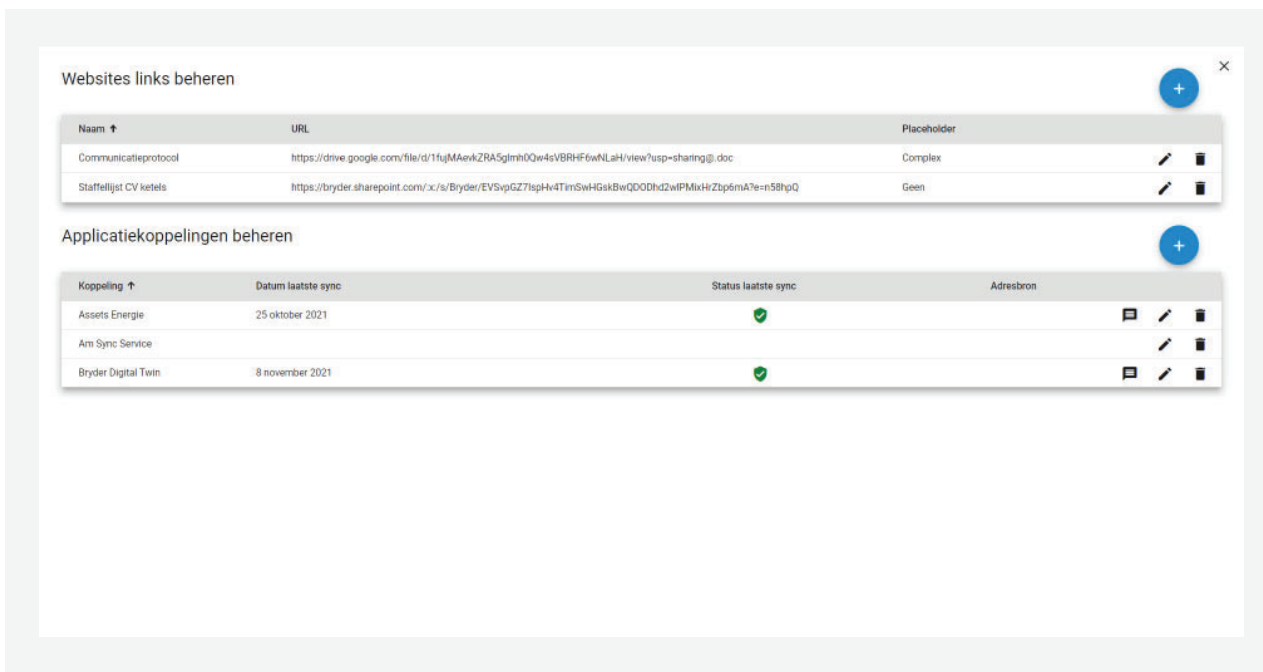 Websites links beheren
Naam ↑ URL Placeholder
Communicatieprotocol https://drive.google.com/file/d/1fujMAevkZRA5gImh0Qw4sVBRHF6wNLaH/view?usp=sharing@.doc Complex
Staffellijst CV ketels https://bryder.sharepoint.com/:x:/s/Bryder/EVSvpGZ7IspHv4TimSwHGskBwQDODhd2wIPMixHrZbp6mA?e=n58hpQ Geen
Applicatiekoppelingen beheren
Koppeling ↑ Datum laatste sync Status laatste sync Adresbron
Assets Energie 25 oktober 2021
Am Sync Service
Bryder Digital Twin 8 november 2021